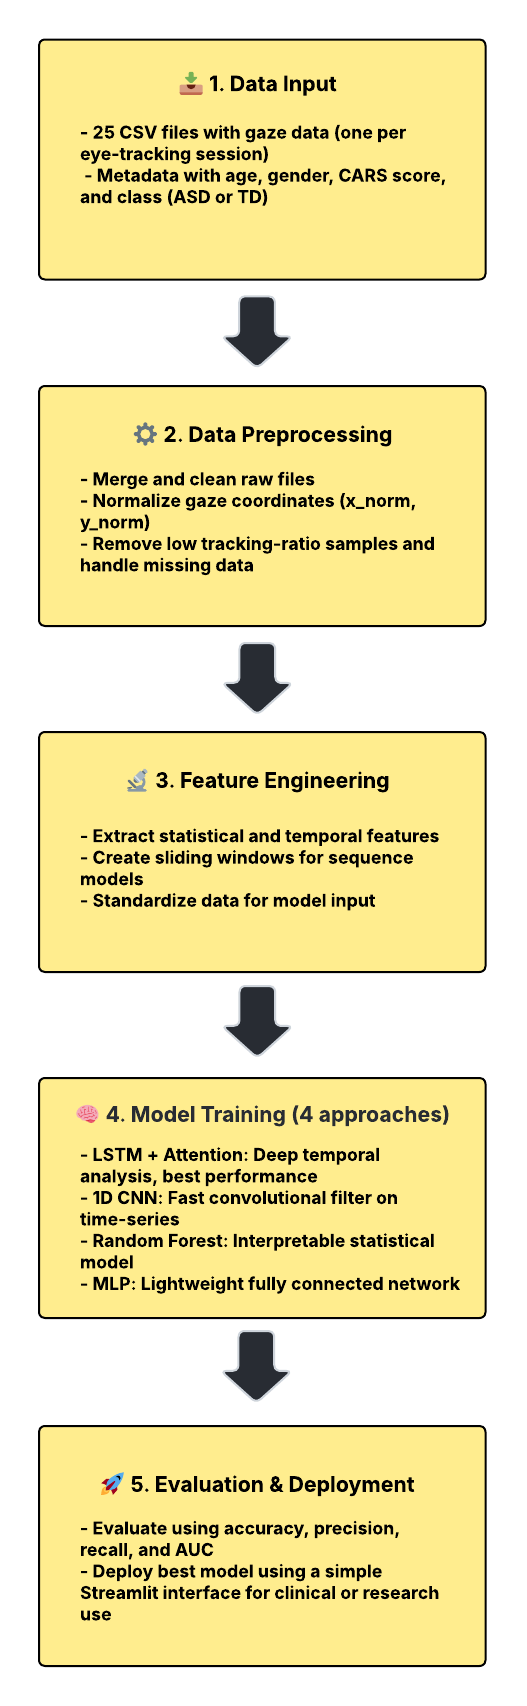 1. Data Input
- 25 CSV files with gaze data (one per
eye-tracking session)
- Metadata with age, gender, CARS score,
and class (ASD or TD)
2. Data Preprocessing
- Merge and clean raw files
- Normalize gaze coordinates (x_norm,
y_norm)
- Remove low tracking-ratio samples and
handle missing data
3. Feature Engineering
- Extract statistical and temporal features
- Create sliding windows for sequence
models
- Standardize data for model input
4. Model Training (4 approaches)
- LSTM + Attention: Deep temporal
analysis, best performance
- 1D CNN: Fast convolutional filter on
time-series
- Random Forest: Interpretable statistical
model
- MLP: Lightweight fully connected network
5. Evaluation & Deployment
- Evaluate using accuracy, precision,
recall, and AUC
- Deploy best model using a simple
Streamlit interface for clinical or research
use